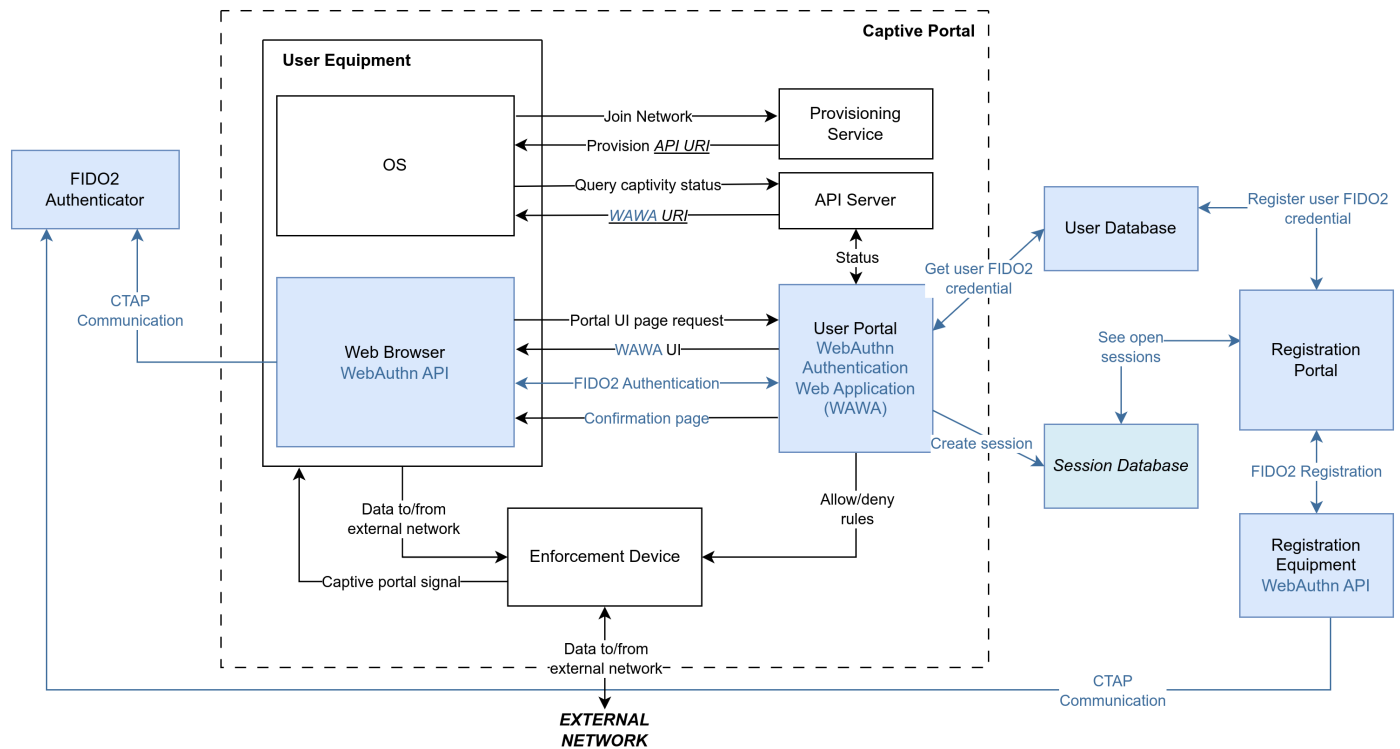 Captive Portal
User Equipment
OS
Join Network
Provisioning
Service
Provision API URI
Query captivity status
API Server
WAWA URI
FIDO2
Authenticator
CTAP
Communication
Status
User Database
Register user FIDO2
credential
Get user FIDO2
credential
Web Browser
WebAuthn API
Portal UI page request
WAWA UI
FIDO2 Authentication
Confirmation page
User Portal
WebAuthn
Authentication
Web Application
(WAWA)
See open
sessions
Registration
Portal
Create session
Session Database
FIDO2 Registration
Data to/from
external network
Allow/deny
rules
Enforcement Device
Captive portal signal
Registration
Equipment
WebAuthn API
Data to/from
external network
CTAP
Communication
EXTERNAL
NETWORK